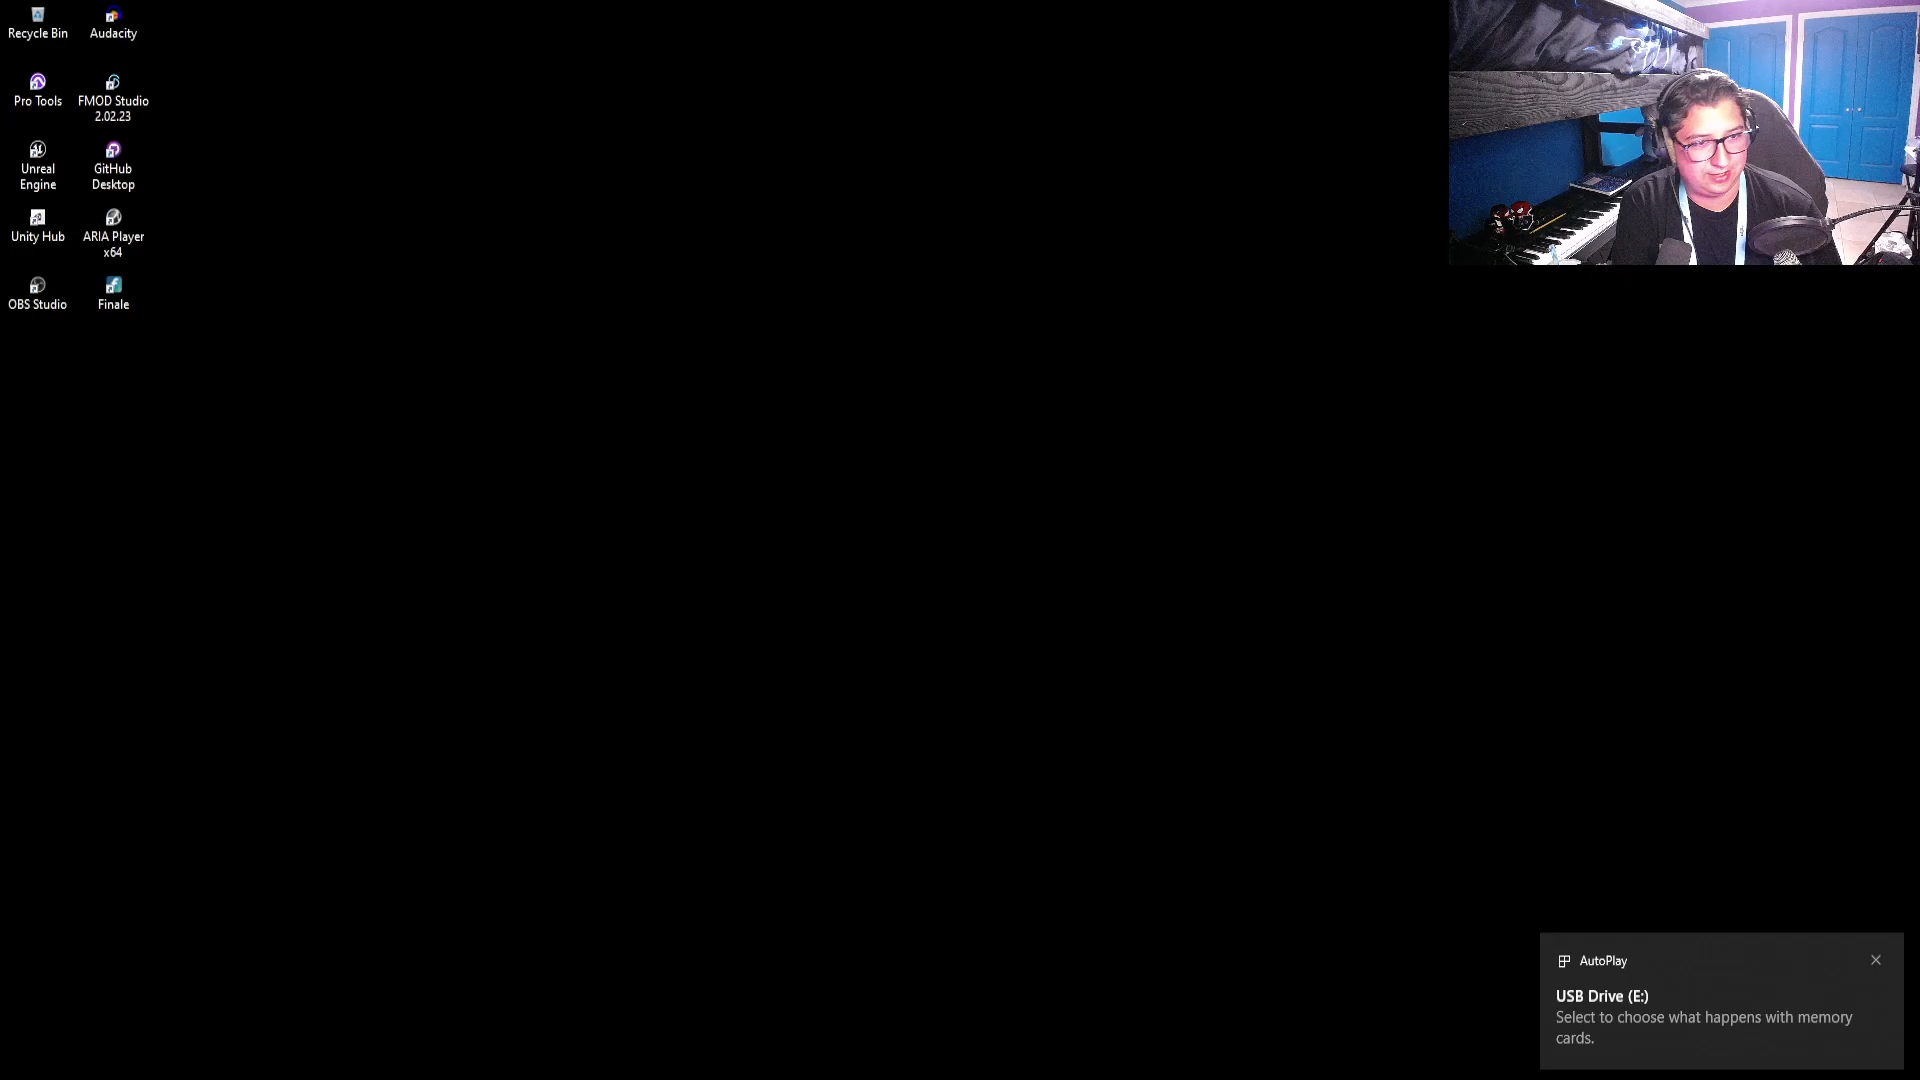 Recycle Bin
Audacity
Pro Tools
FMOD Studio
2.02.23
Unreal
Engine
GitHub
Desktop
Unity Hub
ARIA Player
x64
OBS Studio
Finale
AutoPlay
USB Drive (E:)
Select to choose what happens with memory
cards.